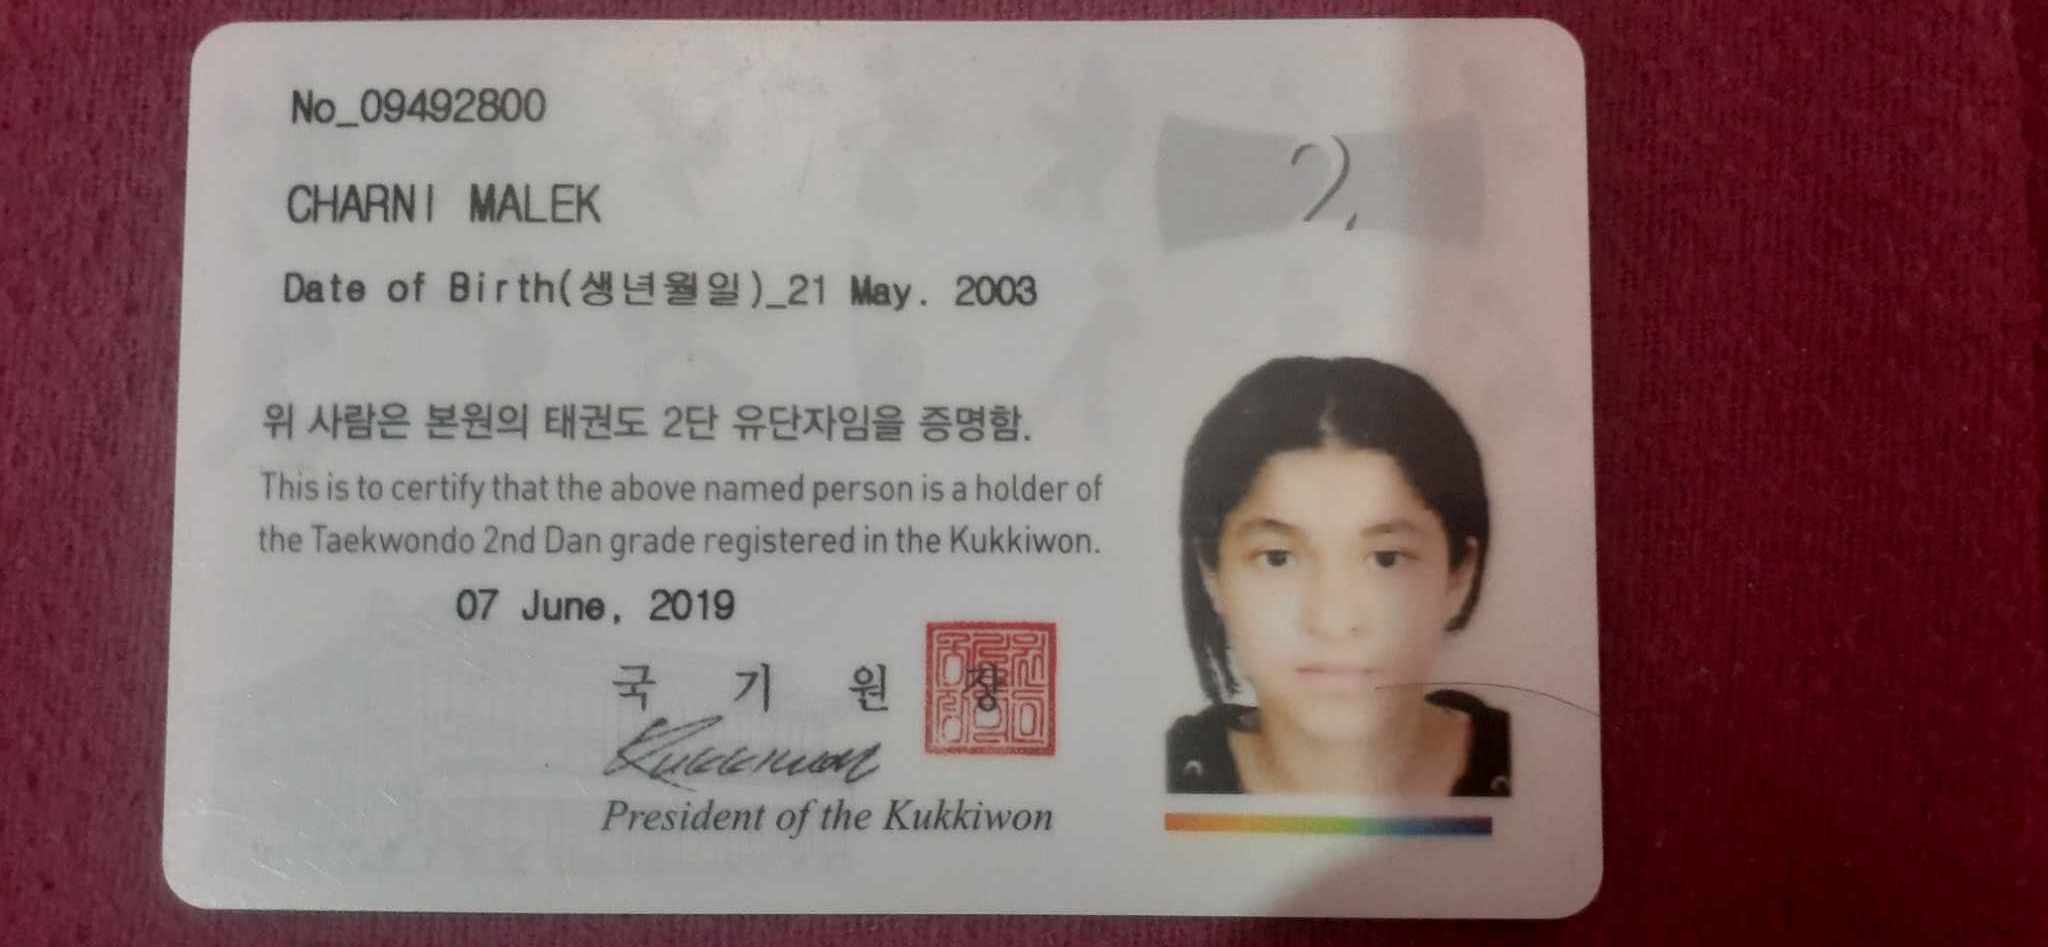 No_09492800
CHARNI MALEK
Date of Birth(생년월일)_21 May. 2003
2.
위 사람은 본원의 태권도 2단 유단자임을 증명함.
This is to certify that the above named person is a holder of
the Taekwondo 2nd Dan grade registered in the Kukkiwon.
07 June, 2019
국 기 원 장
Kukkiwon
President of the Kukkiwon